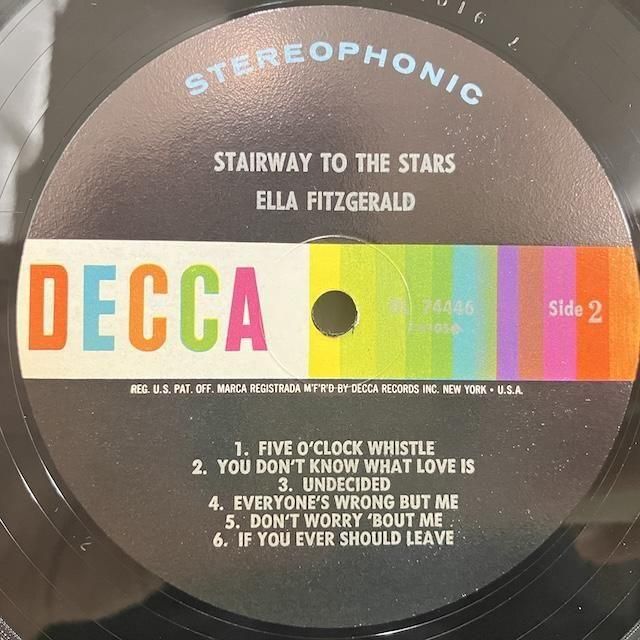 STEREOPHONIC
STAIRWAY TO THE STARS
ELLA FITZGERALD
DECCA
DL 74446
Side 2
REG. U.S. PAT. OFF. MARCA REGISTRADA M'F'R'D BY DECCA RECORDS INC. NEW YORK • U.S.A.
1. FIVE O'CLOCK WHISTLE
2. YOU DON'T KNOW WHAT LOVE IS
3. UNDECIDED
4. EVERYONE'S WRONG BUT ME
5. DON'T WORRY 'BOUT ME
6. IF YOU EVER SHOULD LEAVE